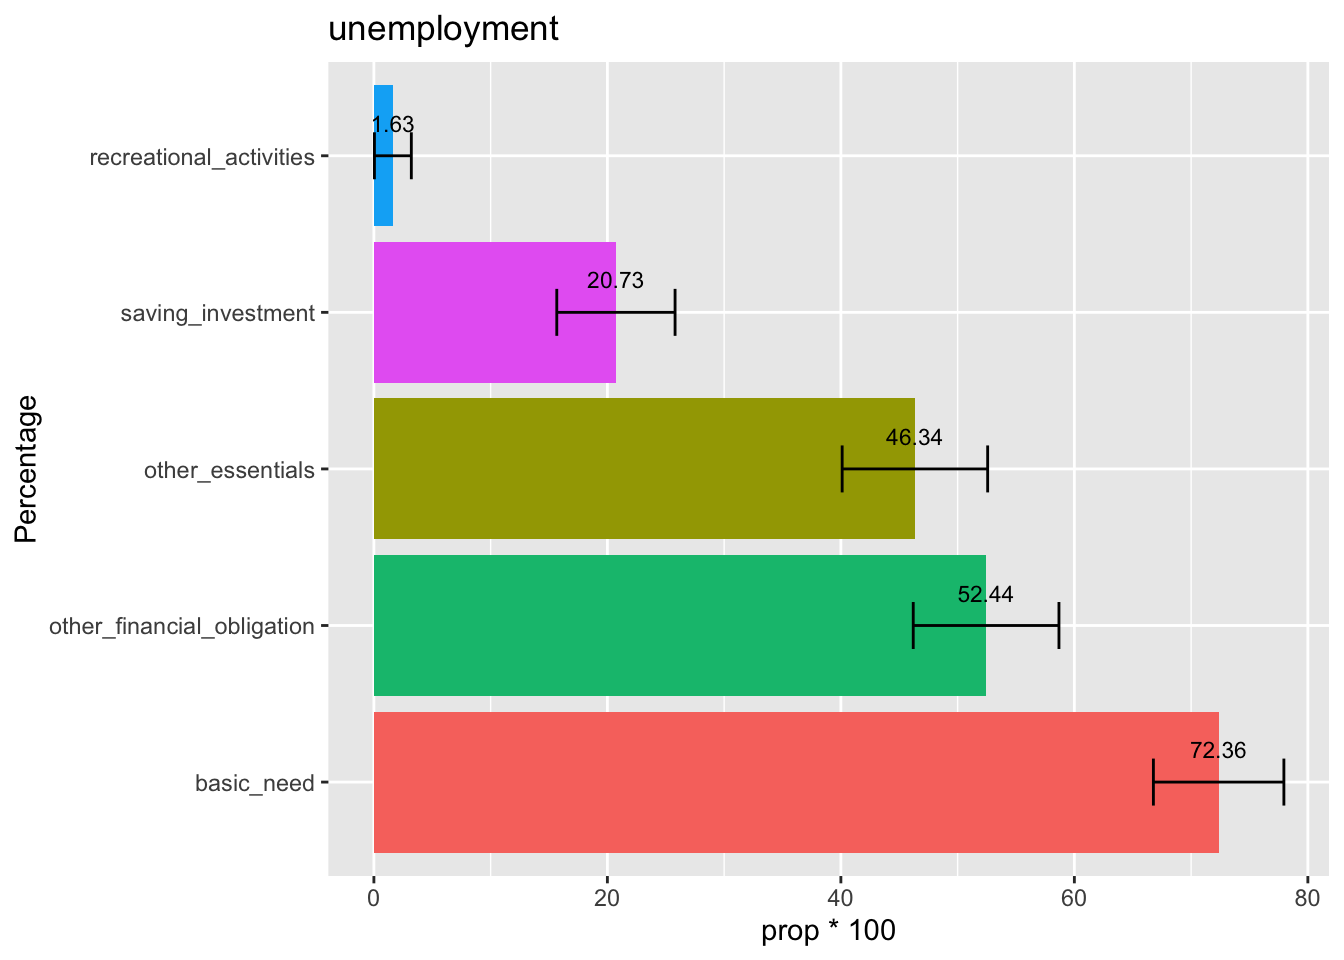 unemployment
Percentage
recreational_activities
1.63
saving_investment
20.73
other_essentials
46.34
other_financial_obligation
52.44
basic_need
72.36
0 20 40 60 80
prop * 100